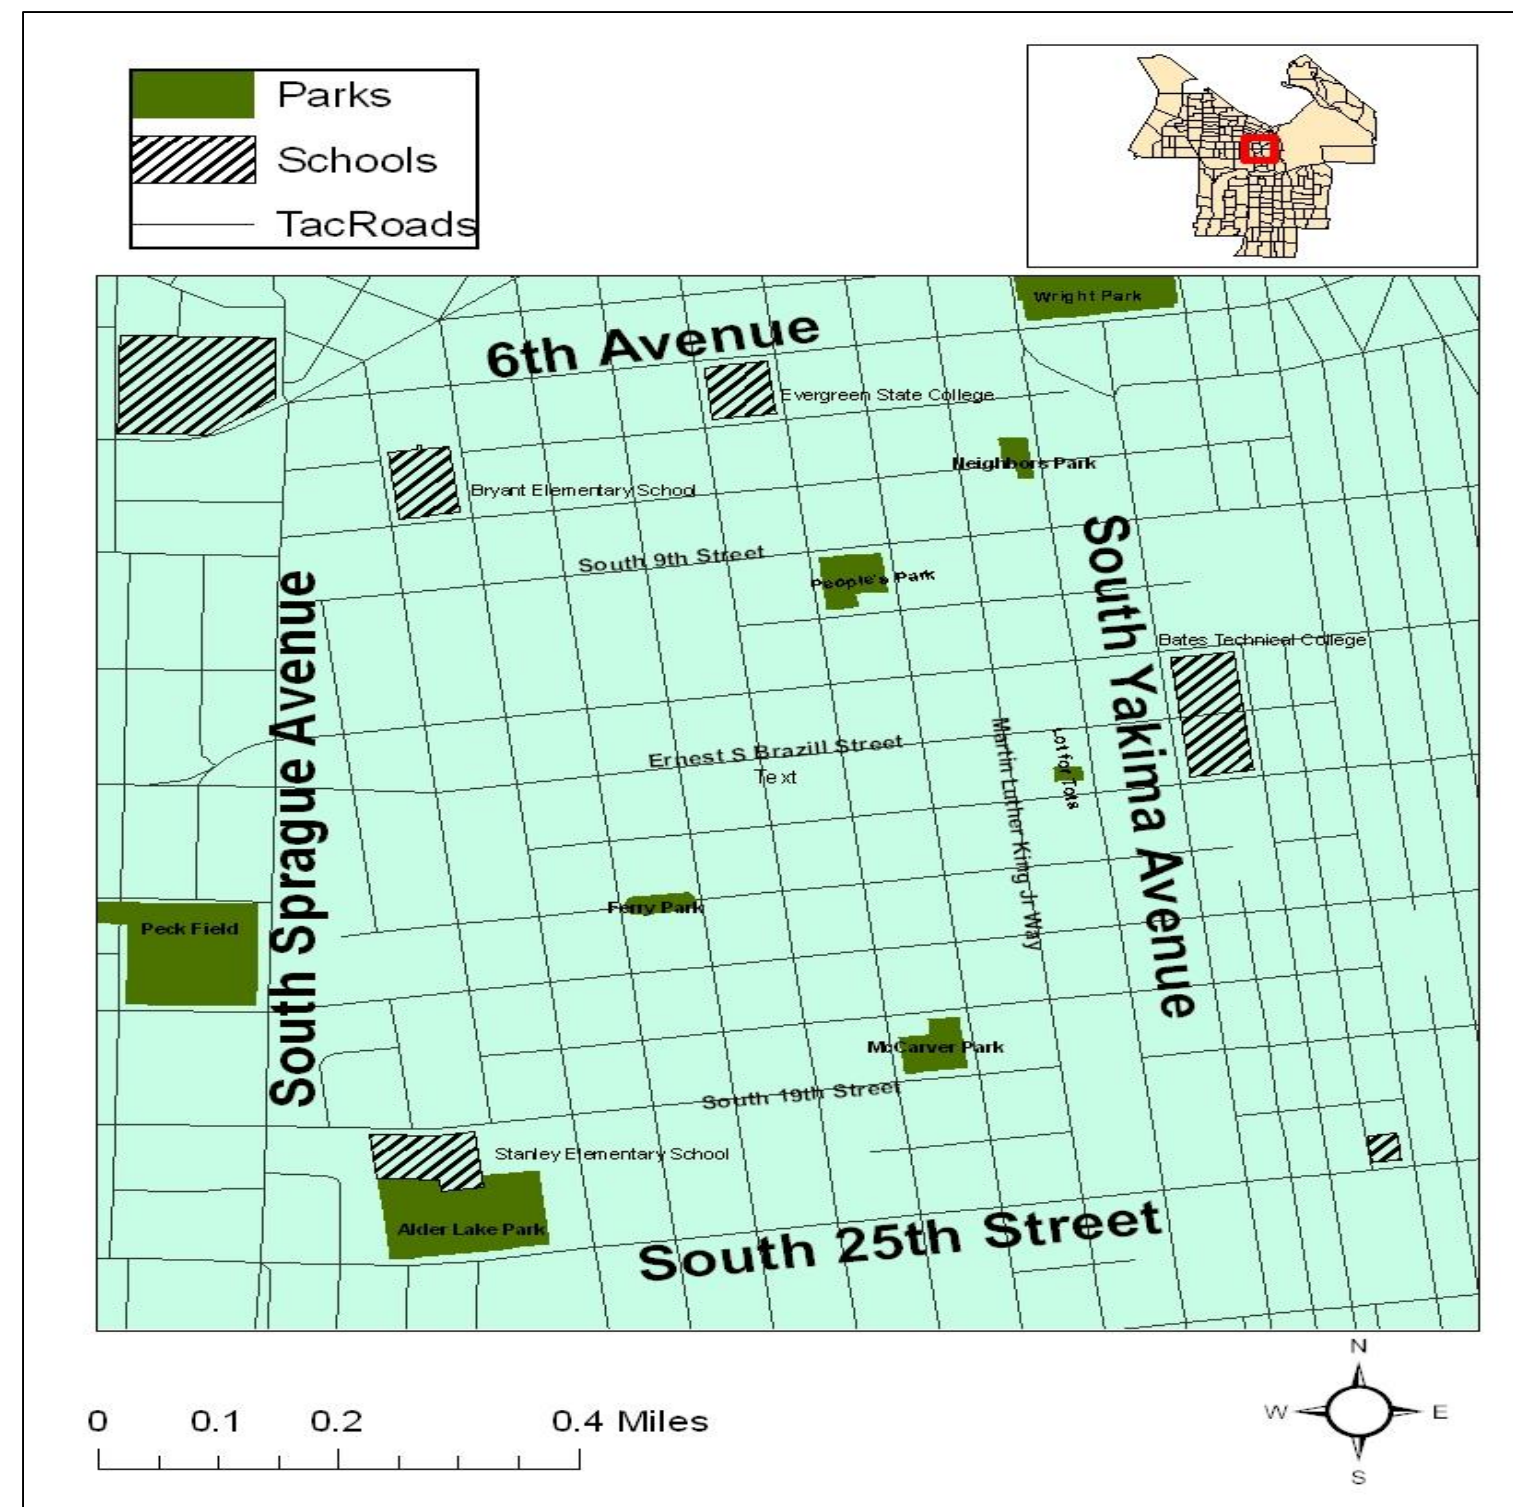 Parks
Schools
TacRoads
Wright Park
6th Avenue
Evergreen State College
Neighbors Park
Bryant Elementary School
South 9th Street
People's Park
South Yakima Avenue
South Sprague Avenue
Bates Technical College
Ernest S Brazill Street
Text
Martin Luther King Jr Way
Lot for Tots
Ferry Park
Peck Field
McCarver Park
South 19th Street
Stanley Elementary School
Alder Lake Park
South 25th Street
N
W E
S
0 0.1 0.2 0.4 Miles